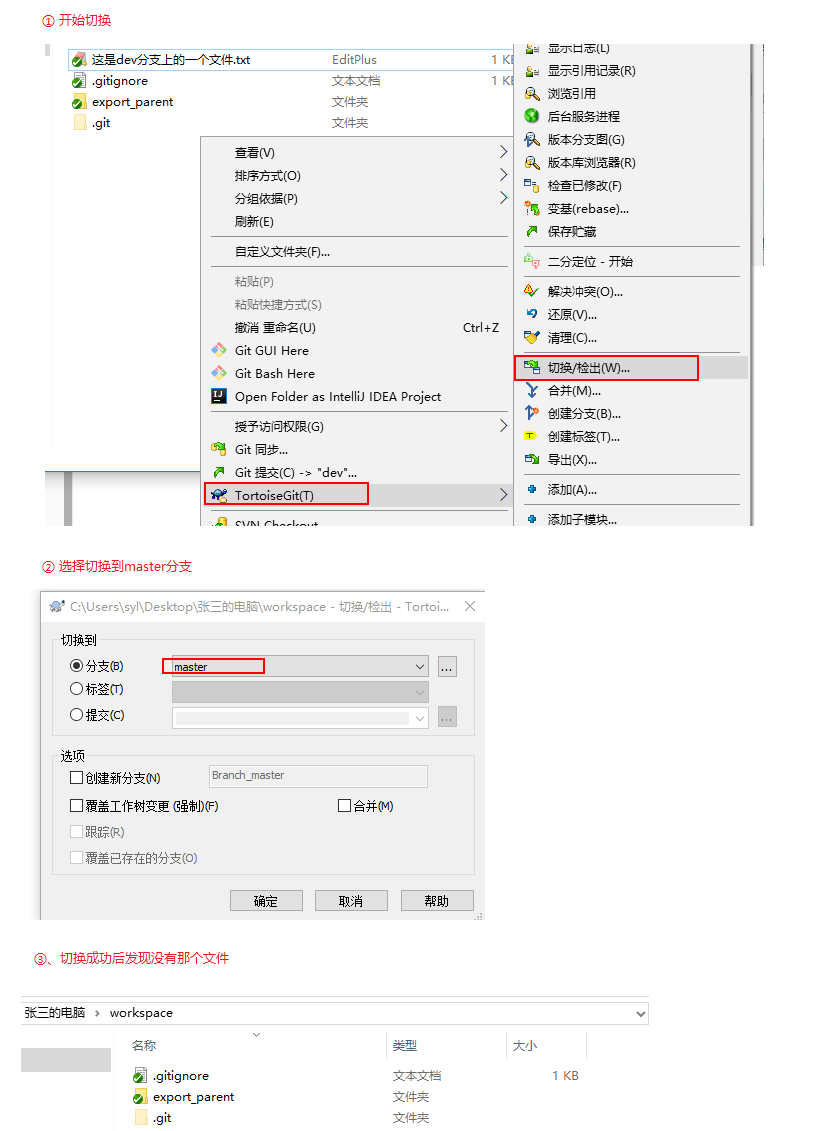 ① 开始切换
这是dev分支上的一个文件.txt EditPlus 1 KE
.gitignore 文本文档 1 KE
export_parent 文件夹
.git 文件夹
查看(V)
排序方式(O)
分组依据(P)
刷新(E)
自定义文件夹(F)...
粘贴(P)
粘贴快捷方式(S)
撤消 重命名(U) Ctrl+Z
Git GUI Here
Git Bash Here
Open Folder as IntelliJ IDEA Project
授予访问权限(G)
Git 同步...
Git 提交(C) -> "dev"...
TortoiseGit(T)
SVN Checkout
显示日志(L)
显示引用记录(R)
浏览引用
后台服务进程
版本分支图(G)
版本库浏览器(R)
检查已修改(F)
变基(rebase)...
保存贮藏
二分定位 - 开始
解决冲突(O)...
还原(V)...
清理(C)...
切换/检出(W)...
合并(M)...
创建分支(B)...
创建标签(T)...
导出(X)...
添加(A)...
添加子模块...
② 选择切换到master分支
C:\Users\syl\Desktop\张三的电脑\workspace - 切换/检出 - Tortoi...
切换到
分支(B) master ...
标签(T)
提交(C) ...
选项
创建新分支(N) Branch_master
覆盖工作树变更 (强制)(F) 合并(M)
跟踪(R)
覆盖已存在的分支(O)
确定 取消 帮助
③、切换成功后发现没有那个文件
张三的电脑 › workspace
名称 类型 大小
.gitignore 文本文档 1 KB
export_parent 文件夹
.git 文件夹